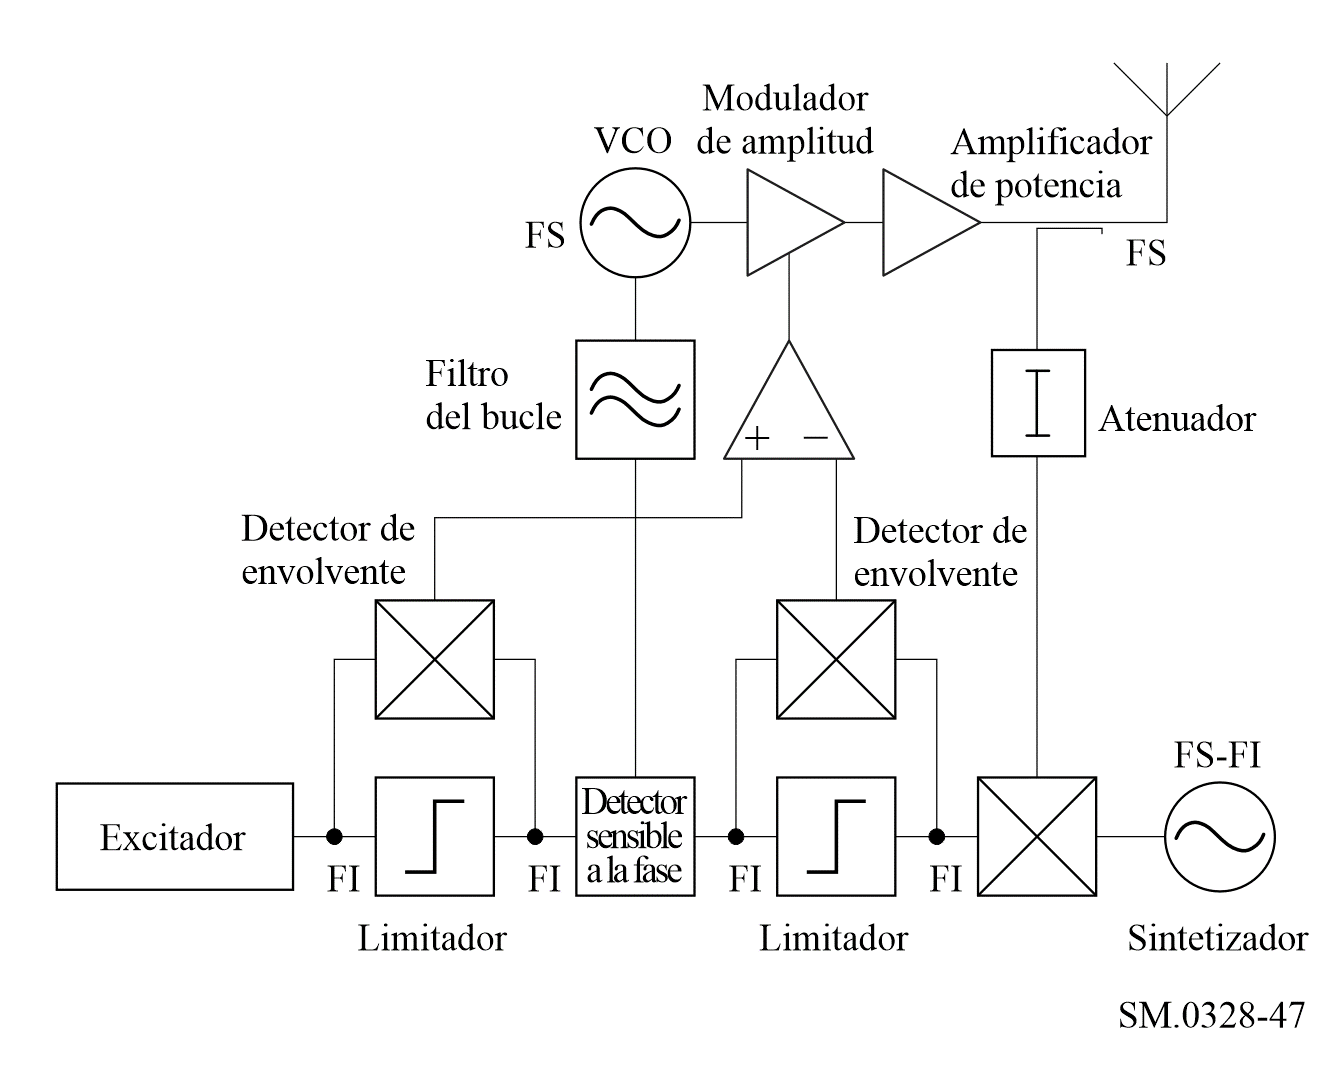 Modulador
de amplitud
VCO
Amplificador
de potencia
FS
FS
Filtro
del bucle
+ −
Atenuador
Detector de
envolvente
Detector de
envolvente
FS-FI
Excitador
Detector
sensible
a la fase
FI
FI
FI
FI
Limitador
Limitador
Sintetizador
SM.0328-47